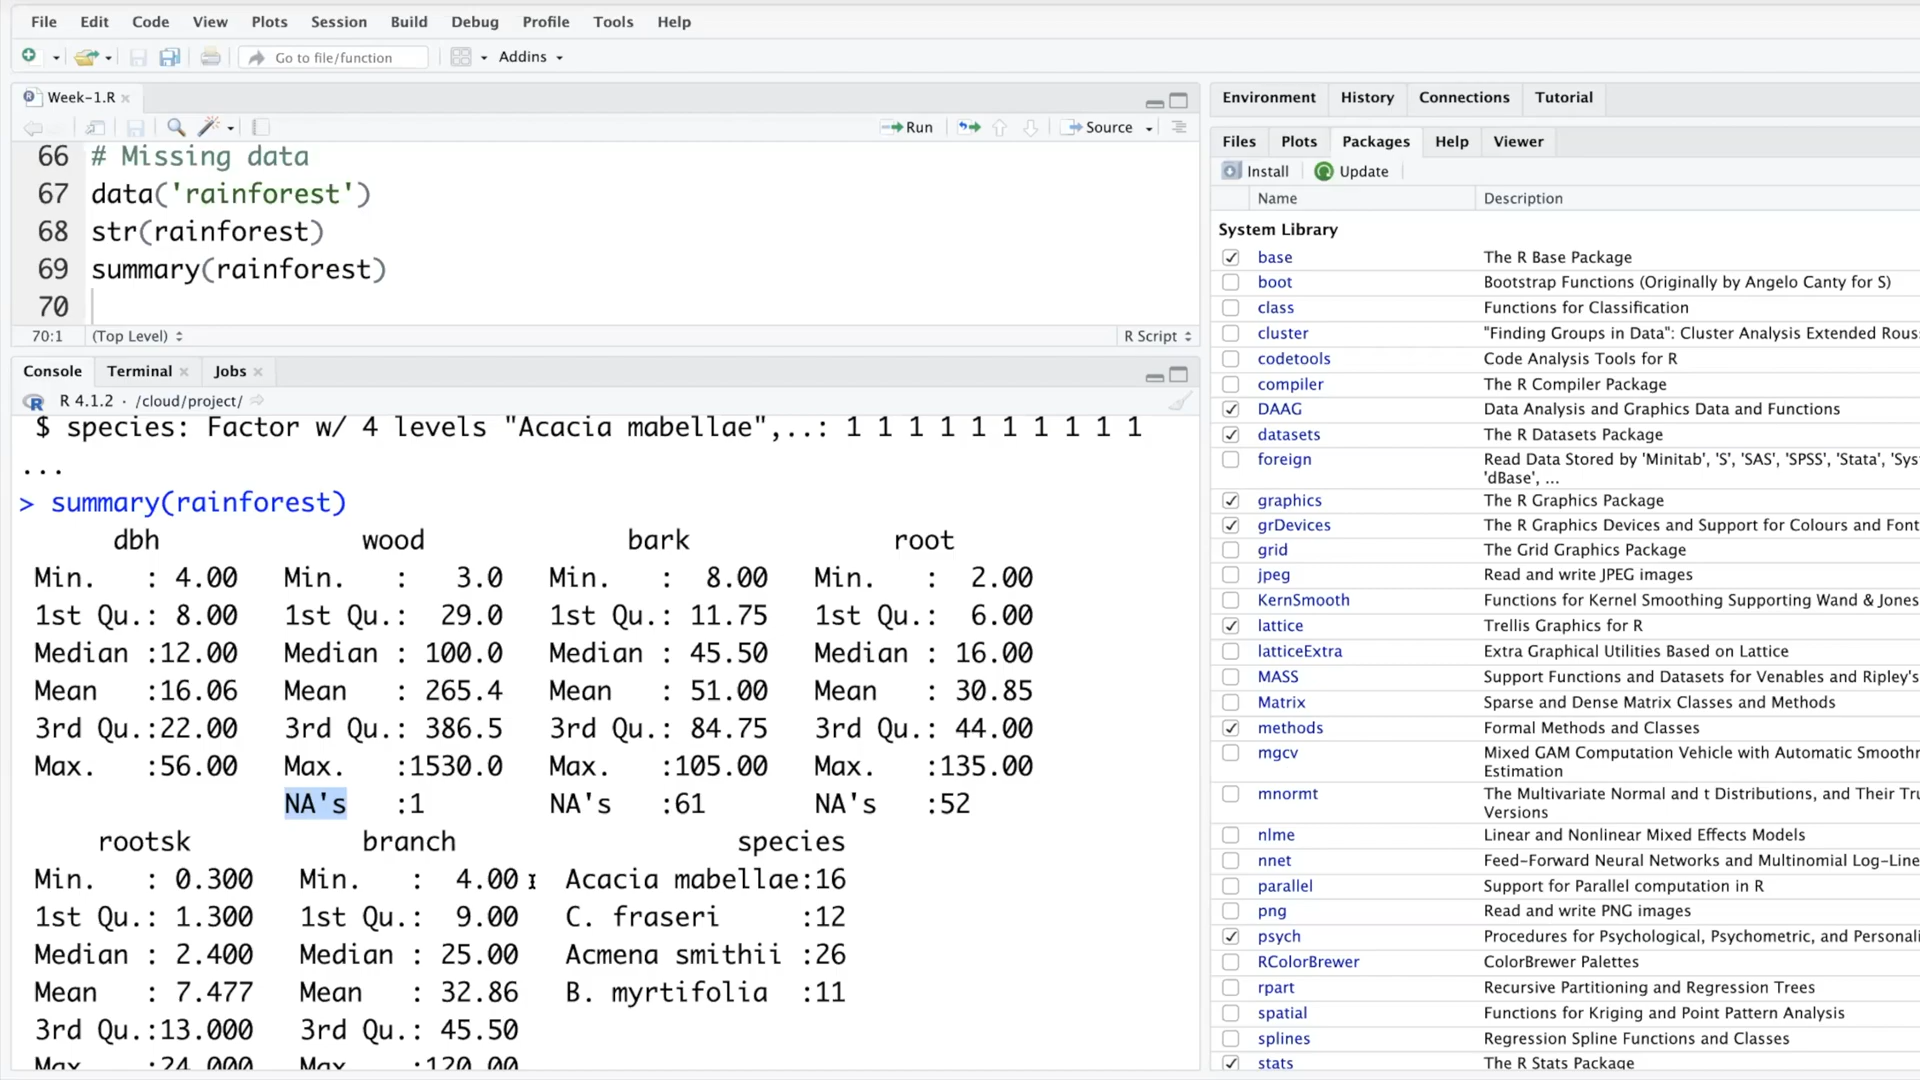 File Edit Code View Plots Session Build Debug Profile Tools Help
Go to file/function Addins
Week-1.R
Run Source
66 # Missing data
67 data('rainforest')
68 str(rainforest)
69 summary(rainforest)
70
70:1 (Top Level) R Script
Console Terminal Jobs
R 4.1.2 · /cloud/project/
$ species: Factor w/ 4 levels "Acacia mabellae",..: 1 1 1 1 1 1 1 1 1 1
...
> summary(rainforest)
dbh wood bark root
Min. : 4.00 Min. : 3.0 Min. : 8.00 Min. : 2.00
1st Qu.: 8.00 1st Qu.: 29.0 1st Qu.: 11.75 1st Qu.: 6.00
Median :12.00 Median : 100.0 Median : 45.50 Median : 16.00
Mean :16.06 Mean : 265.4 Mean : 51.00 Mean : 30.85
3rd Qu.:22.00 3rd Qu.: 386.5 3rd Qu.: 84.75 3rd Qu.: 44.00
Max. :56.00 Max. :1530.0 Max. :105.00 Max. :135.00
NA's :1 NA's :61 NA's :52
rootsk branch species
Min. : 0.300 Min. : 4.00 Acacia mabellae:16
1st Qu.: 1.300 1st Qu.: 9.00 C. fraseri :12
Median : 2.400 Median : 25.00 Acmena smithii :26
Mean : 7.477 Mean : 32.86 B. myrtifolia :11
3rd Qu.:13.000 3rd Qu.: 45.50
Max. :24.000 Max. :120.00
Environment History Connections Tutorial
Files Plots Packages Help Viewer
Install Update
Name Description
System Library
base The R Base Package
boot Bootstrap Functions (Originally by Angelo Canty for S)
class Functions for Classification
cluster "Finding Groups in Data": Cluster Analysis Extended Rous
codetools Code Analysis Tools for R
compiler The R Compiler Package
DAAG Data Analysis and Graphics Data and Functions
datasets The R Datasets Package
foreign Read Data Stored by 'Minitab', 'S', 'SAS', 'SPSS', 'Stata', 'Sys
'dBase', ...
graphics The R Graphics Package
grDevices The R Graphics Devices and Support for Colours and Font
grid The Grid Graphics Package
jpeg Read and write JPEG images
KernSmooth Functions for Kernel Smoothing Supporting Wand & Jones
lattice Trellis Graphics for R
latticeExtra Extra Graphical Utilities Based on Lattice
MASS Support Functions and Datasets for Venables and Ripley's
Matrix Sparse and Dense Matrix Classes and Methods
methods Formal Methods and Classes
mgcv Mixed GAM Computation Vehicle with Automatic Smooth
Estimation
mnormt The Multivariate Normal and t Distributions, and Their Tru
Versions
nlme Linear and Nonlinear Mixed Effects Models
nnet Feed-Forward Neural Networks and Multinomial Log-Line
parallel Support for Parallel computation in R
png Read and write PNG images
psych Procedures for Psychological, Psychometric, and Personali
RColorBrewer ColorBrewer Palettes
rpart Recursive Partitioning and Regression Trees
spatial Functions for Kriging and Point Pattern Analysis
splines Regression Spline Functions and Classes
stats The R Stats Package